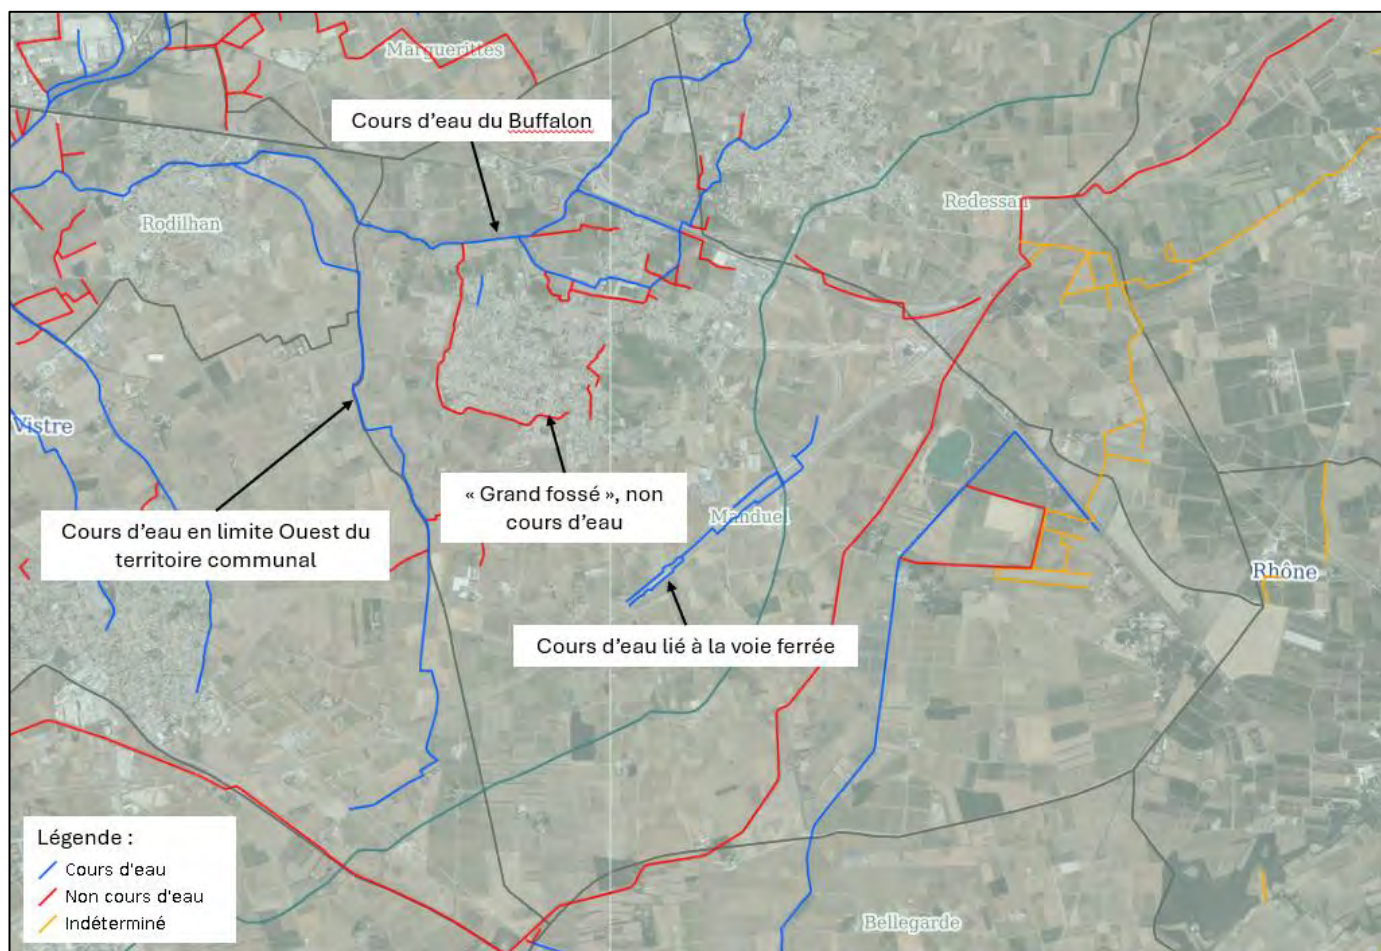 Marguerittes
Cours d'eau du Buffalon
Redessan
Rodilhan
Vistre
« Grand fossé », non
cours d'eau
Manduel
Cours d'eau en limite Ouest du
territoire communal
Rhône
Cours d'eau lié à la voie ferrée
Légende :
Cours d'eau
Non cours d'eau
Indéterminé
Bellegarde